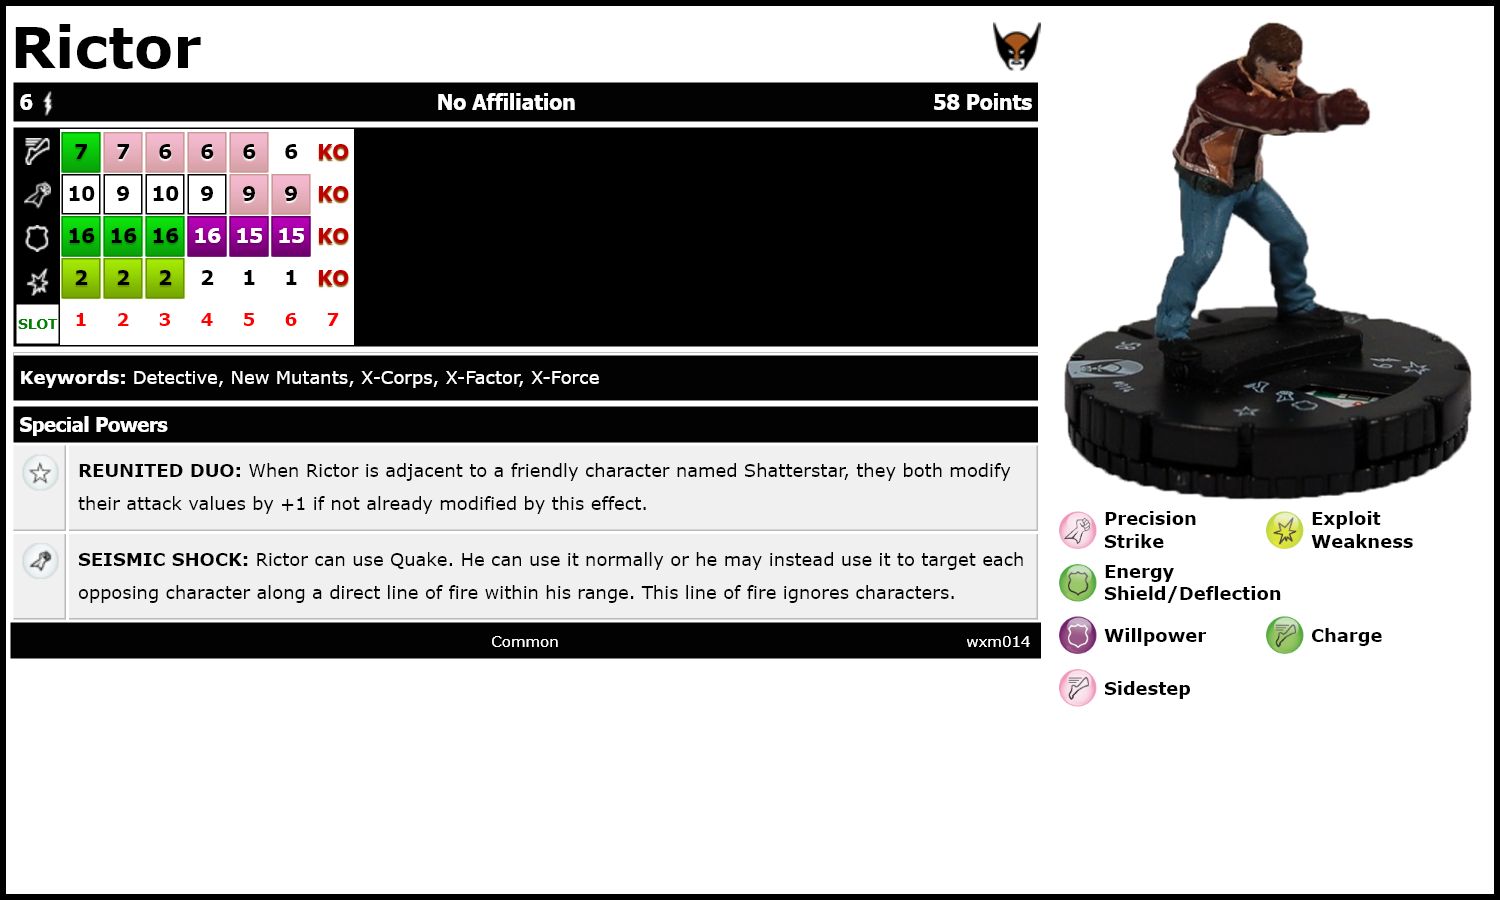 Rictor
6 No Affiliation 58 Points
7 7 6 6 6 6 KO
10 9 10 9 9 9 KO
16 16 16 16 15 15 KO
2 2 2 2 1 1 KO
SLOT 1 2 3 4 5 6 7
Keywords: Detective, New Mutants, X-Corps, X-Factor, X-Force
Special Powers
REUNITED DUO: When Rictor is adjacent to a friendly character named Shatterstar, they both modify
their attack values by +1 if not already modified by this effect.
SEISMIC SHOCK: Rictor can use Quake. He can use it normally or he may instead use it to target each
opposing character along a direct line of fire within his range. This line of fire ignores characters.
Common wxm014
58
#014
6
Precision
Strike
Exploit
Weakness
Energy
Shield/Deflection
Willpower
Charge
Sidestep